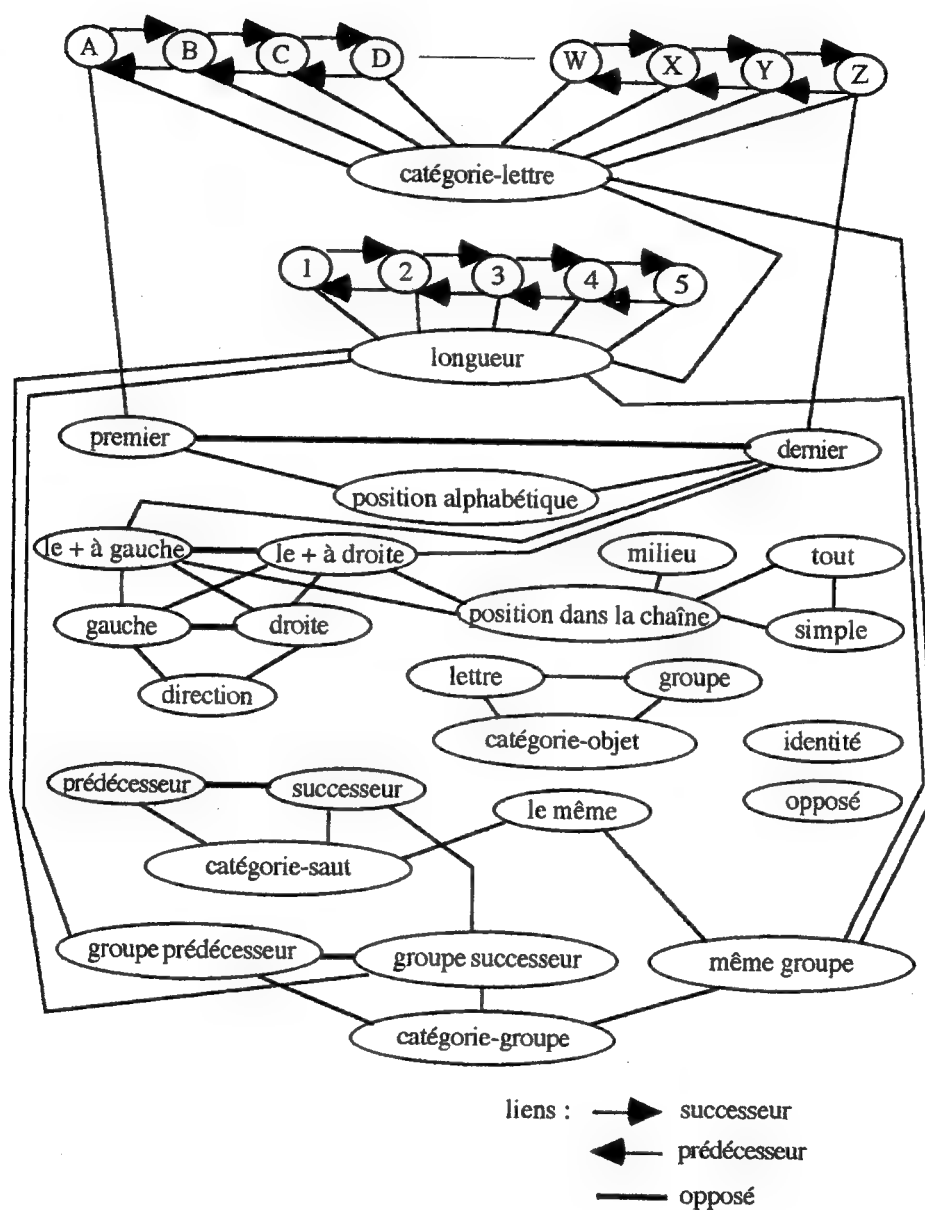 A B C D W X Y Z
catégorie-lettre
1 2 3 4 5
longueur
premier
dernier
position alphabétique
le + à gauche
le + à droite
milieu
tout
position dans la chaîne
gauche
droite
simple
direction
lettre
groupe
catégorie-objet
identité
prédécesseur
successeur
le même
opposé
catégorie-saut
groupe prédécesseur
groupe successeur
même groupe
catégorie-groupe
liens :
successeur
prédécesseur
opposé